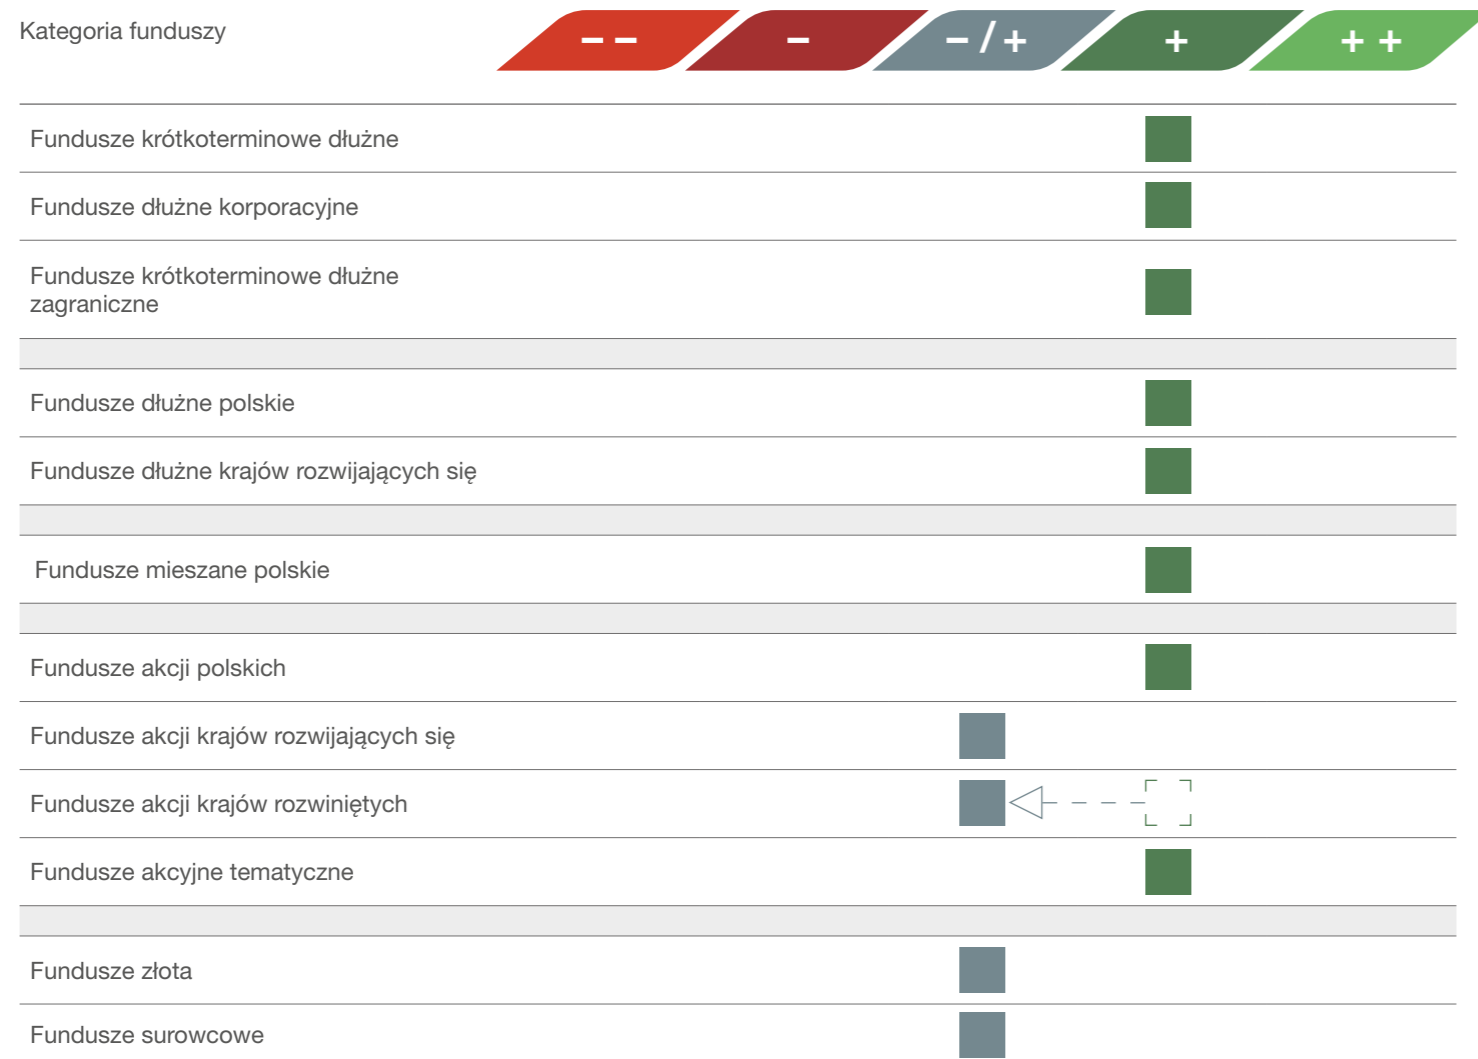 Kategoria funduszy
– – – – / + + + +
Fundusze krótkoterminowe dłużne
Fundusze dłużne korporacyjne
Fundusze krótkoterminowe dłużne
zagraniczne
Fundusze dłużne polskie
Fundusze dłużne krajów rozwijających się
Fundusze mieszane polskie
Fundusze akcji polskich
Fundusze akcji krajów rozwijających się
Fundusze akcji krajów rozwiniętych
Fundusze akcyjne tematyczne
Fundusze złota
Fundusze surowcowe